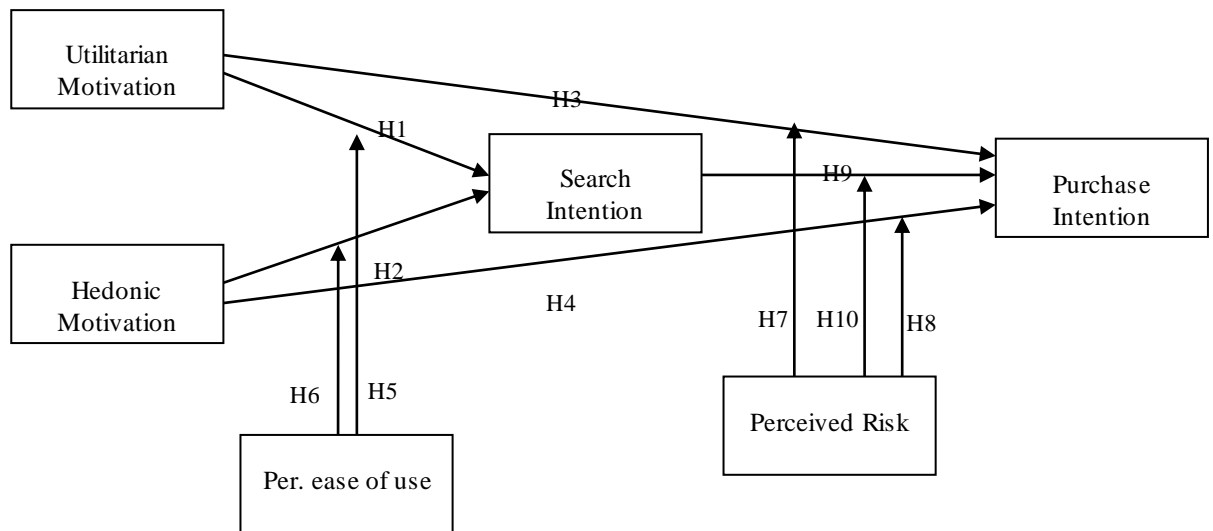 Utilitarian
Motivation
H3
H1
Search
Intention
H9
Purchase
Intention
Hedonic
Motivation
H2
H4
H7
H10
H8
H6
H5
Perceived Risk
Per. ease of use